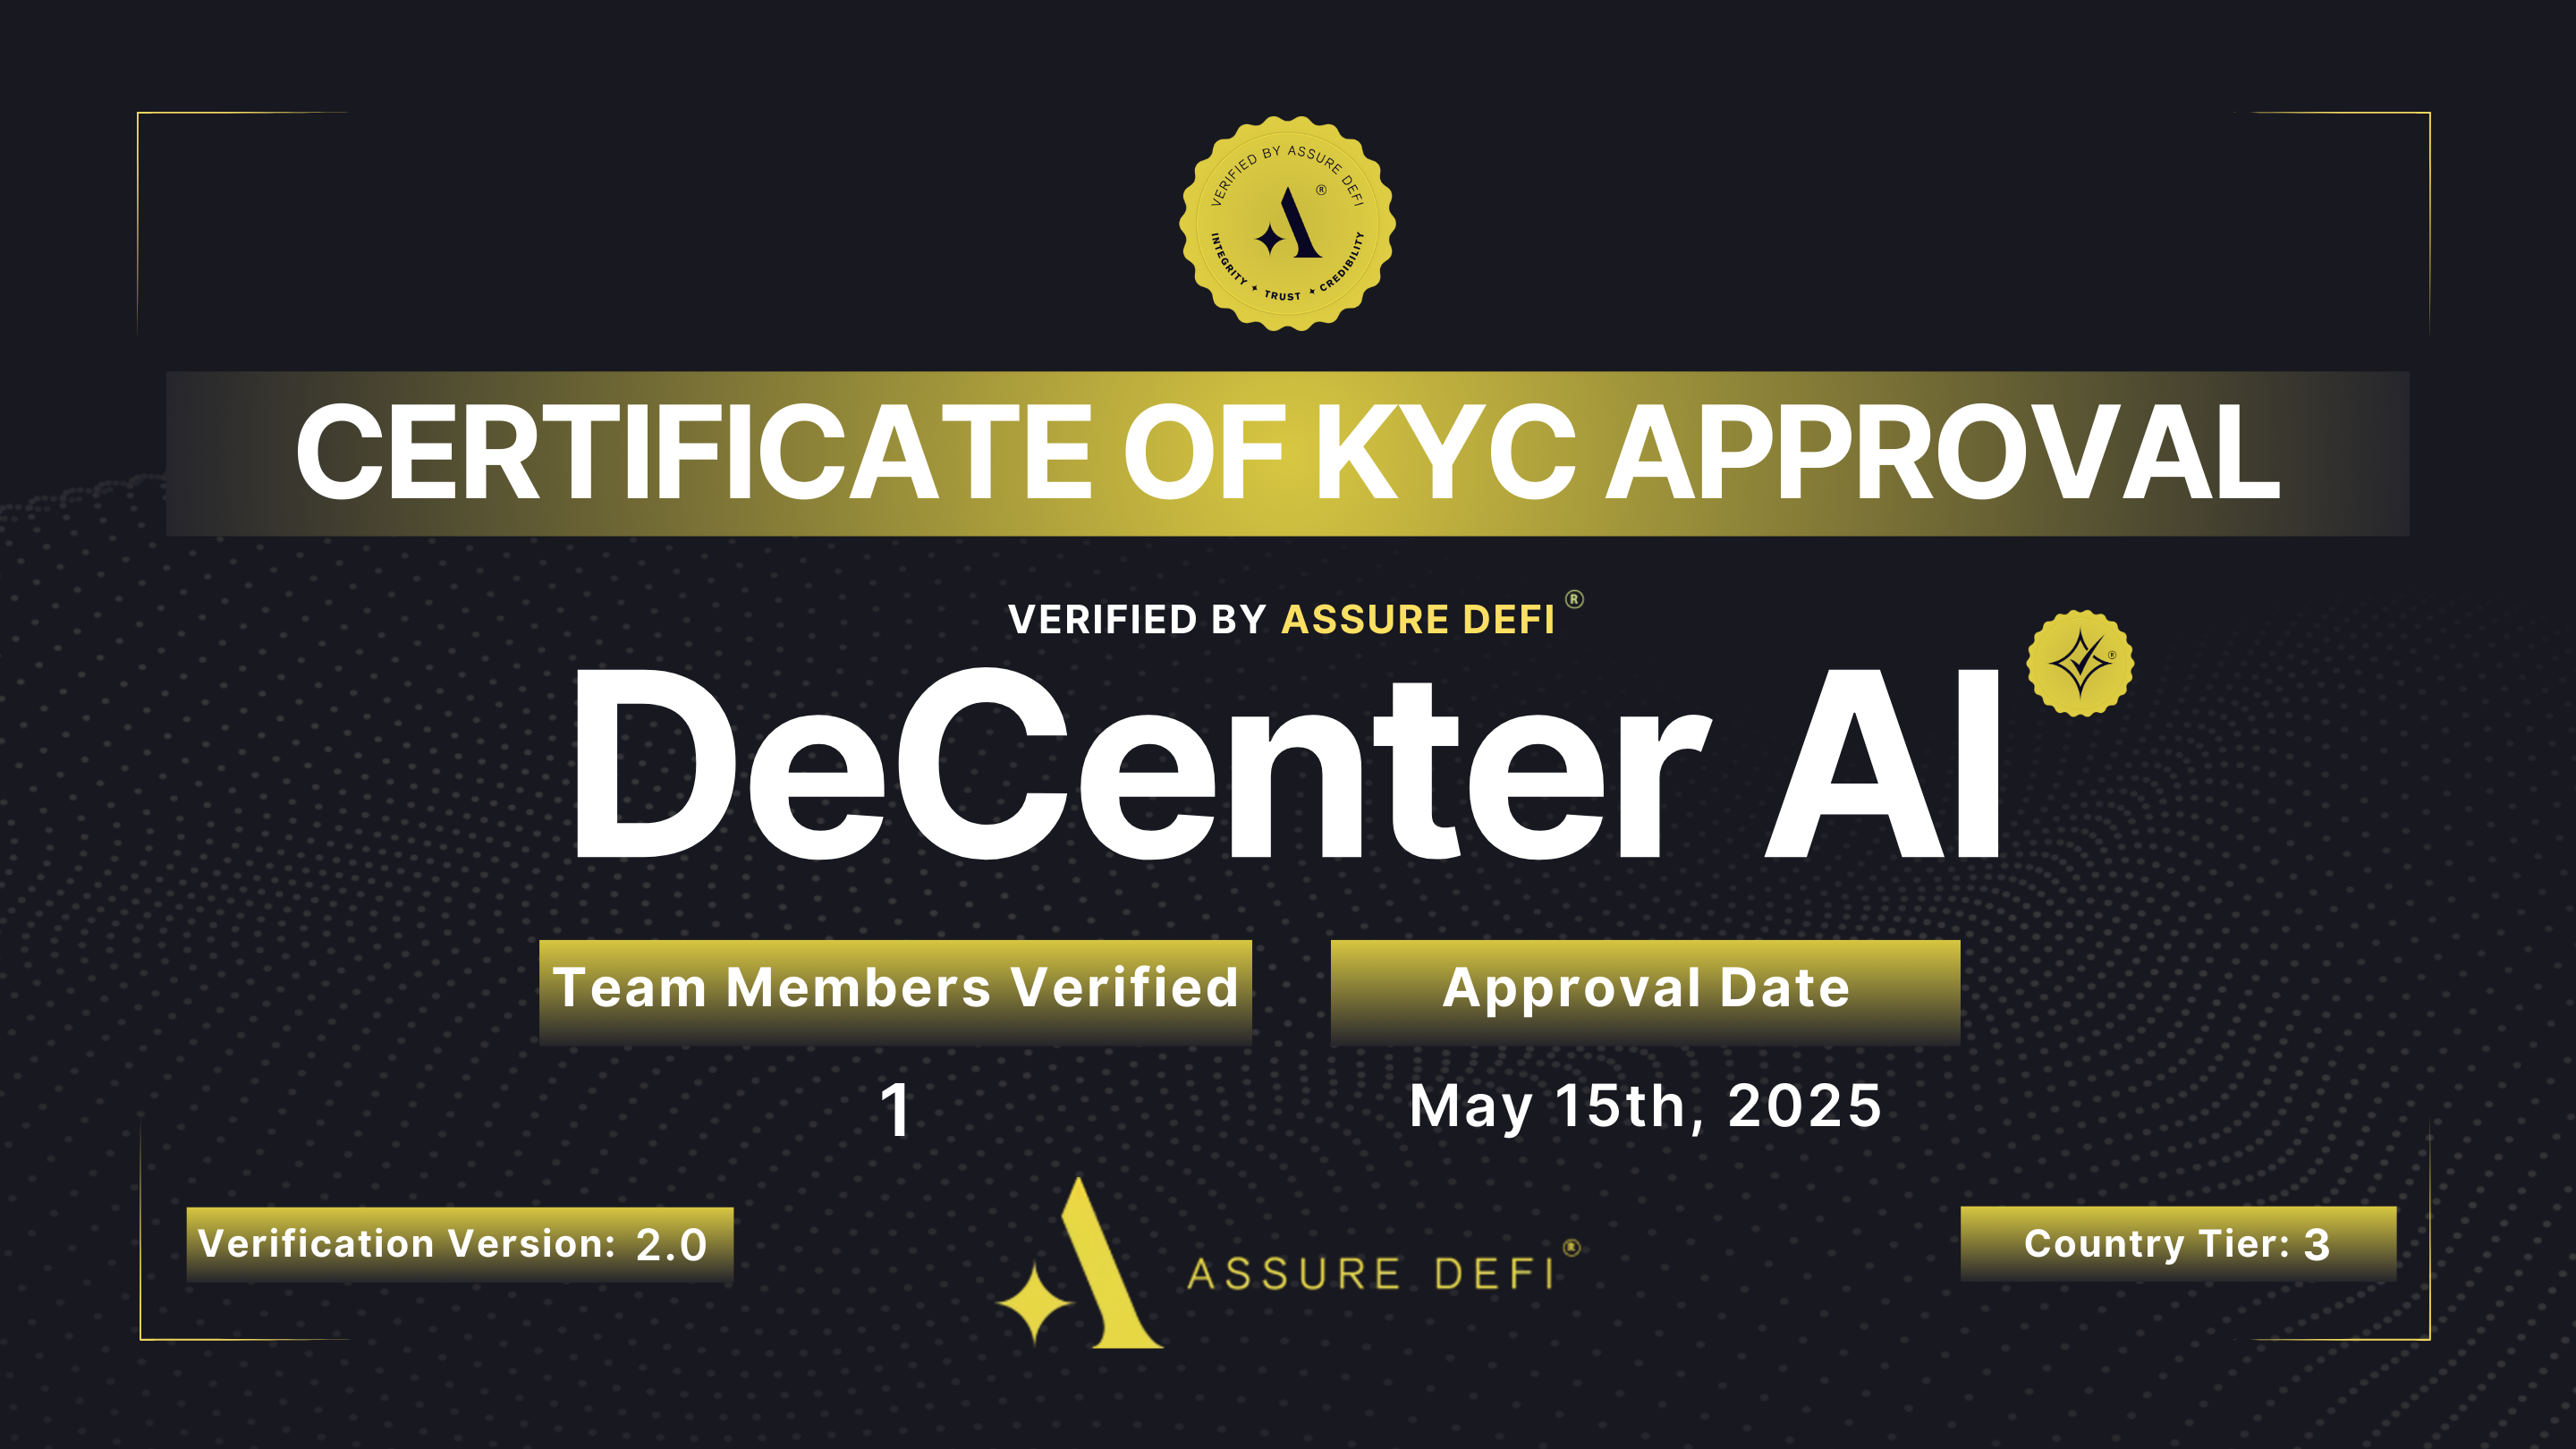 VERIFIED BY ASSURE DEFI
A ®
INTEGRITY ✦ TRUST ✦ CREDIBILITY
CERTIFICATE OF KYC APPROVAL
VERIFIED BY ASSURE DEFI ®
DeCenter AI
®
Team Members Verified
1
Approval Date
May 15th, 2025
Verification Version: 2.0
A ASSURE DEFI ®
Country Tier: 3